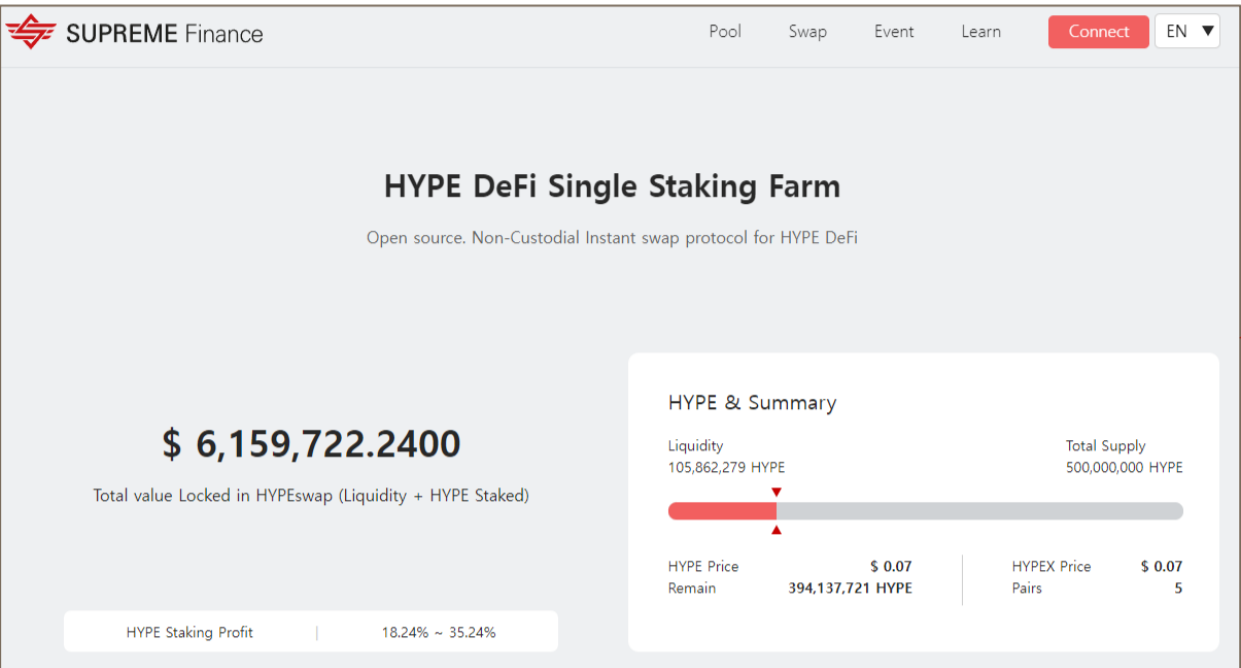 SUPREME Finance
Pool Swap Event Learn Connect EN ▼
HYPE DeFi Single Staking Farm
Open source. Non-Custodial Instant swap protocol for HYPE DeFi
$ 6,159,722.2400
Total value Locked in HYPEswap (Liquidity + HYPE Staked)
HYPE Staking Profit | 18.24% ~ 35.24%
HYPE & Summary
Liquidity Total Supply
105,862,279 HYPE 500,000,000 HYPE
HYPE Price $ 0.07 HYPEX Price $ 0.07
Remain 394,137,721 HYPE Pairs 5